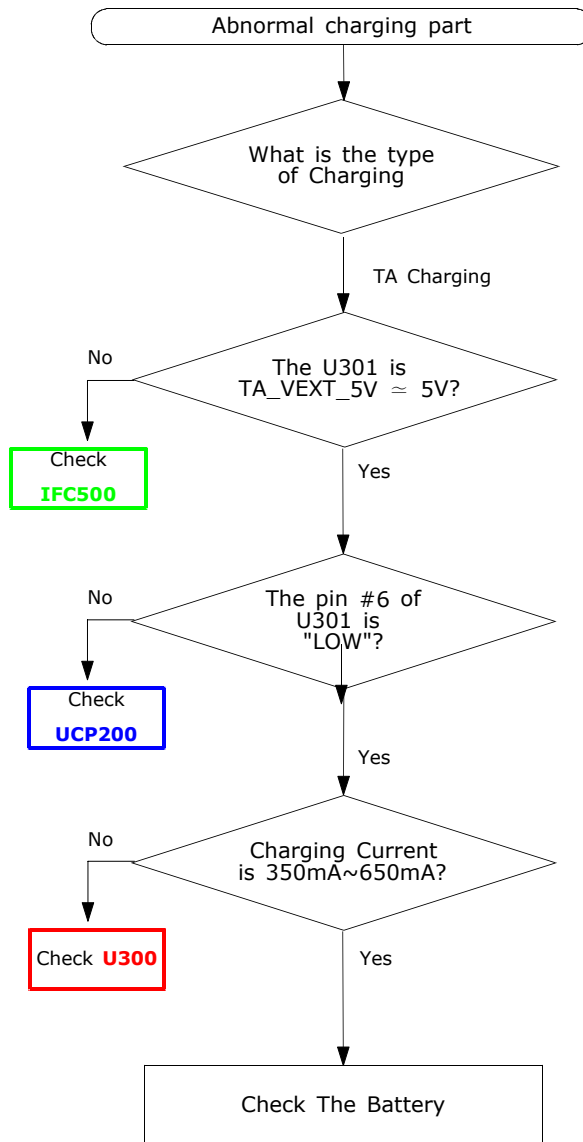 Abnormal charging part
What is the type
of Charging
TA Charging
No
The U301 is
TA_VEXT_5V ≃ 5V?
Check
IFC500
Yes
No
The pin #6 of
U301 is
"LOW"?
Check
UCP200
Yes
No
Charging Current
is 350mA~650mA?
Check U300
Yes
Check The Battery